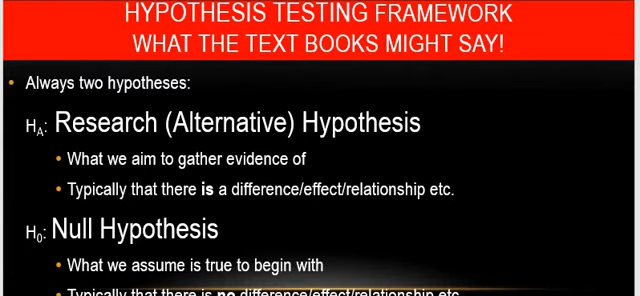 HYPOTHESIS TESTING FRAMEWORK
WHAT THE TEXT BOOKS MIGHT SAY!
• Always two hypotheses:
HA: Research (Alternative) Hypothesis
• What we aim to gather evidence of
• Typically that there is a difference/effect/relationship etc.
H0: Null Hypothesis
• What we assume is true to begin with
• Typically that there is no difference/effect/relationship etc.